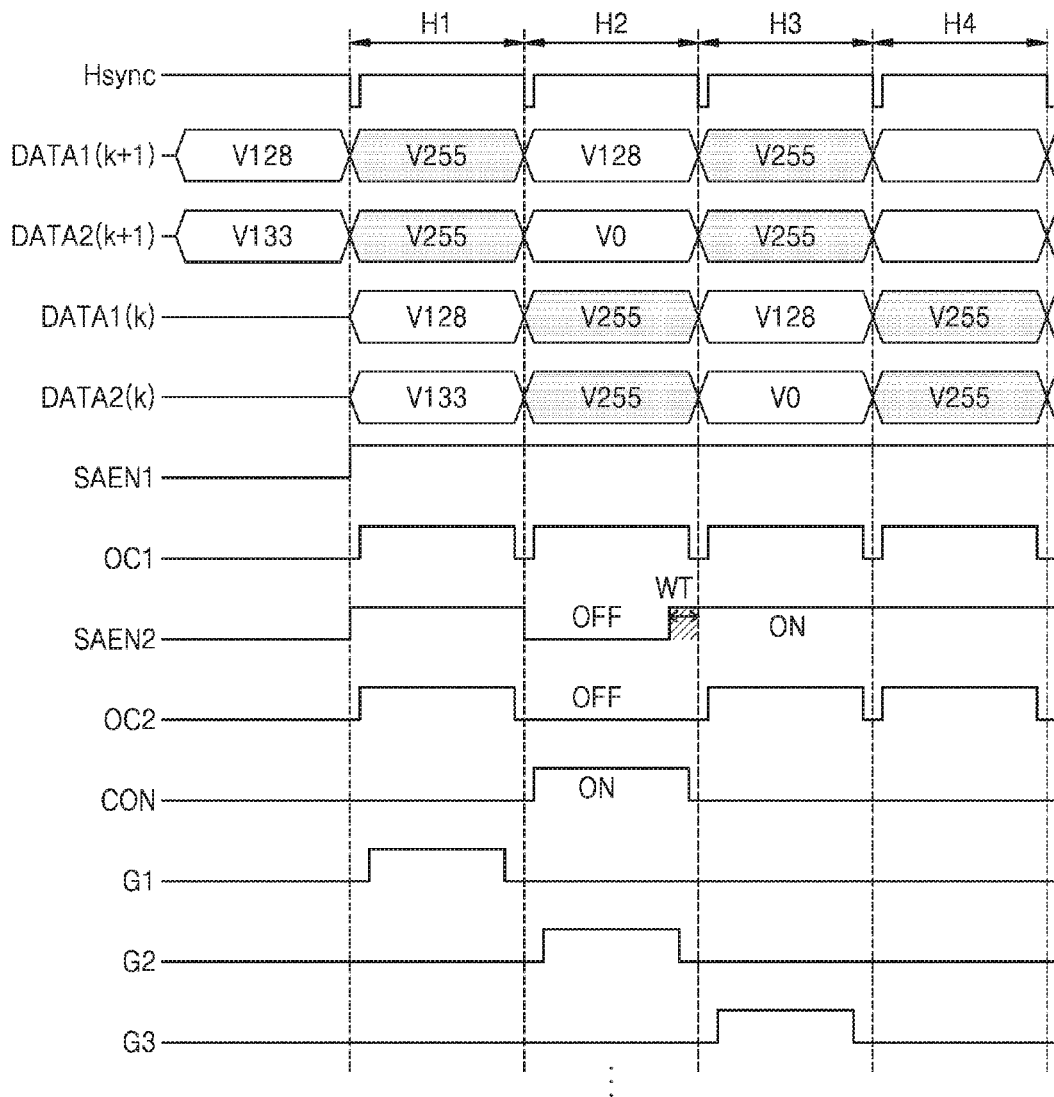 H1 H2 H3 H4
Hsync
DATA1(k+1) V128 V255 V128 V255
DATA2(k+1) V133 V255 V0 V255
DATA1(k) V128 V255 V128 V255
DATA2(k) V133 V255 V0 V255
SAEN1
OC1
WT
SAEN2 OFF ON
OC2 OFF
CON ON
G1
G2
G3
⋮